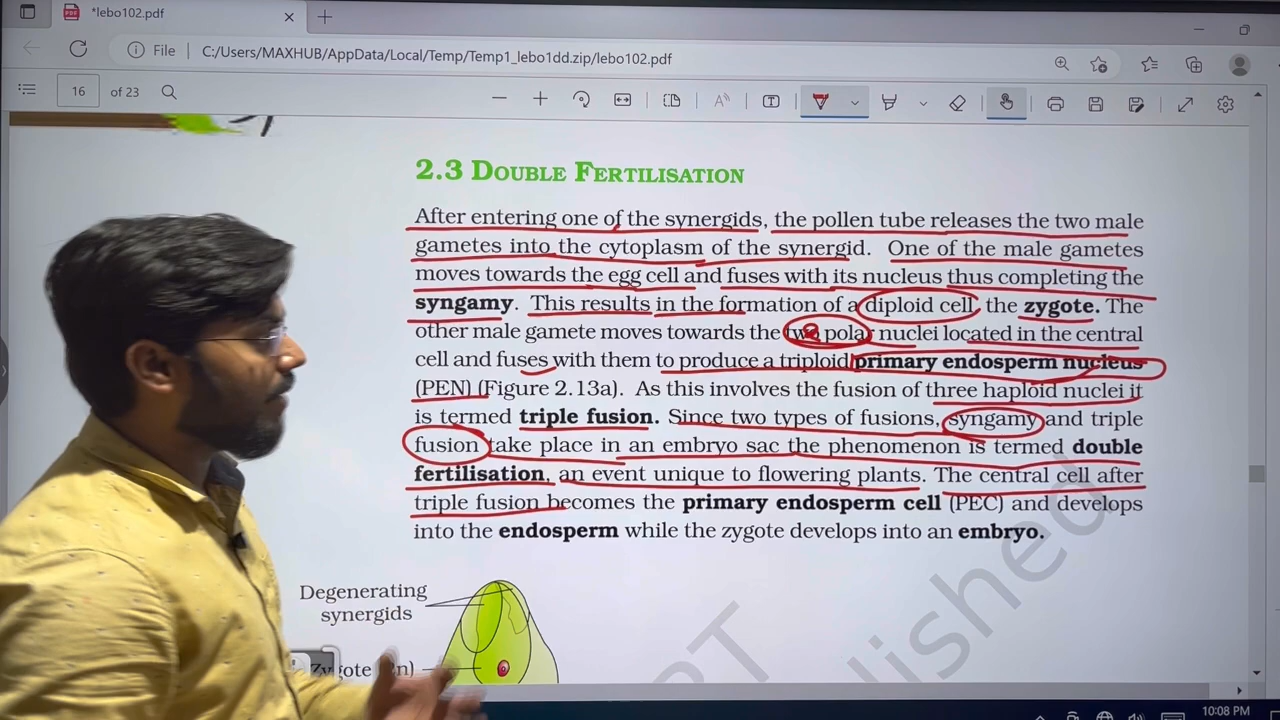 *lebo102.pdf
File C:/Users/MAXHUB/AppData/Local/Temp/Temp1_lebo1dd.zip/lebo102.pdf
16 of 23
2.3 DOUBLE FERTILISATION
After entering one of the synergids, the pollen tube releases the two male
gametes into the cytoplasm of the synergid. One of the male gametes
moves towards the egg cell and fuses with its nucleus thus completing the
syngamy. This results in the formation of a diploid cell, the zygote. The
other male gamete moves towards the two polar nuclei located in the central
cell and fuses with them to produce a triploid primary endosperm nucleus
(PEN) (Figure 2.13a). As this involves the fusion of three haploid nuclei it
is termed triple fusion. Since two types of fusions, syngamy and triple
fusion take place in an embryo sac the phenomenon is termed double
fertilisation, an event unique to flowering plants. The central cell after
triple fusion becomes the primary endosperm cell (PEC) and develops
into the endosperm while the zygote develops into an embryo.
Degenerating
synergids
Zygote n)
10:08 PM